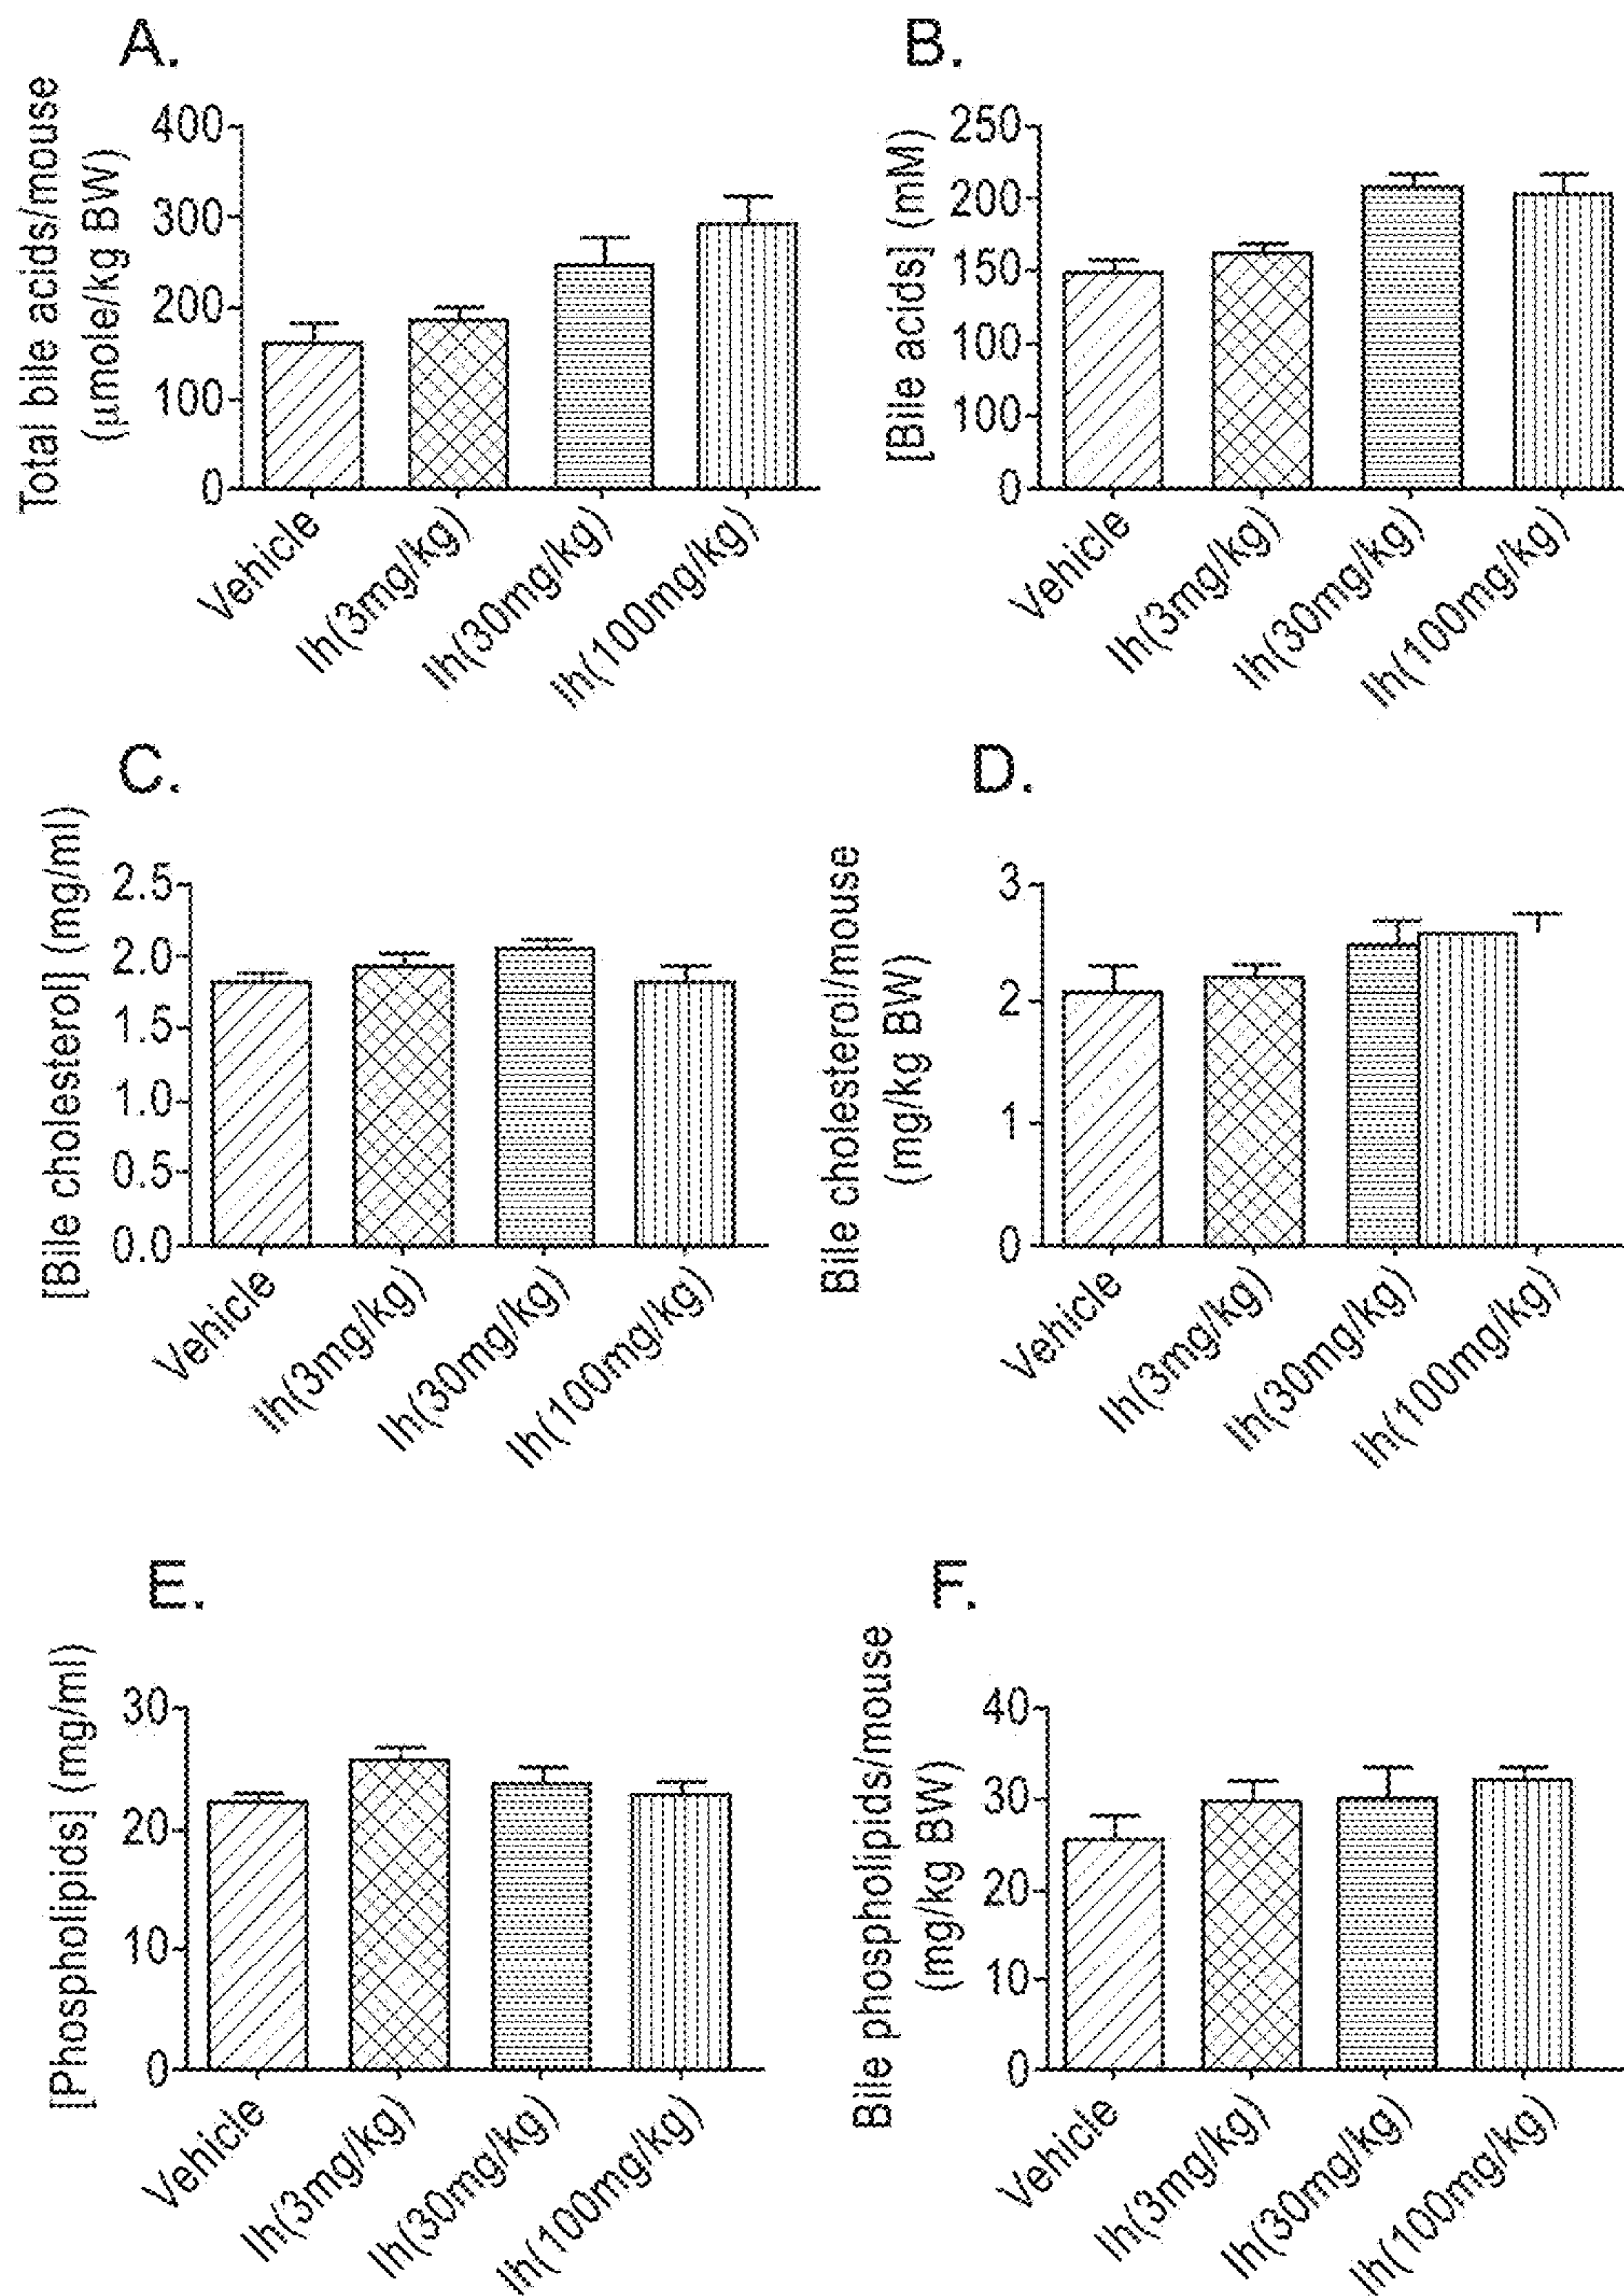 A.
Total bile acids/mouse
(μmole/kg BW)
400
300
200
100
0
Vehicle
Ih(3mg/kg)
Ih(30mg/kg)
Ih(100mg/kg)
B.
[Bile acids] (mM)
250
200
150
100
100
0
Vehicle
Ih(3mg/kg)
Ih(30mg/kg)
Ih(100mg/kg)
C.
[Bile cholesterol] (mg/ml)
2.5
2.0
1.5
1.0
0.5
0.0
Vehicle
Ih(3mg/kg)
Ih(30mg/kg)
Ih(100mg/kg)
D.
Bile cholesterol/mouse
(mg/kg BW)
3
2
1
0
Vehicle
Ih(3mg/kg)
Ih(30mg/kg)
Ih(100mg/kg)
E.
[Phospholipids] (mg/ml)
30
20
10
0
Vehicle
Ih(3mg/kg)
Ih(30mg/kg)
Ih(100mg/kg)
F.
Bile phospholipids/mouse
(mg/kg BW)
40
30
20
10
0
Vehicle
Ih(3mg/kg)
Ih(30mg/kg)
Ih(100mg/kg)